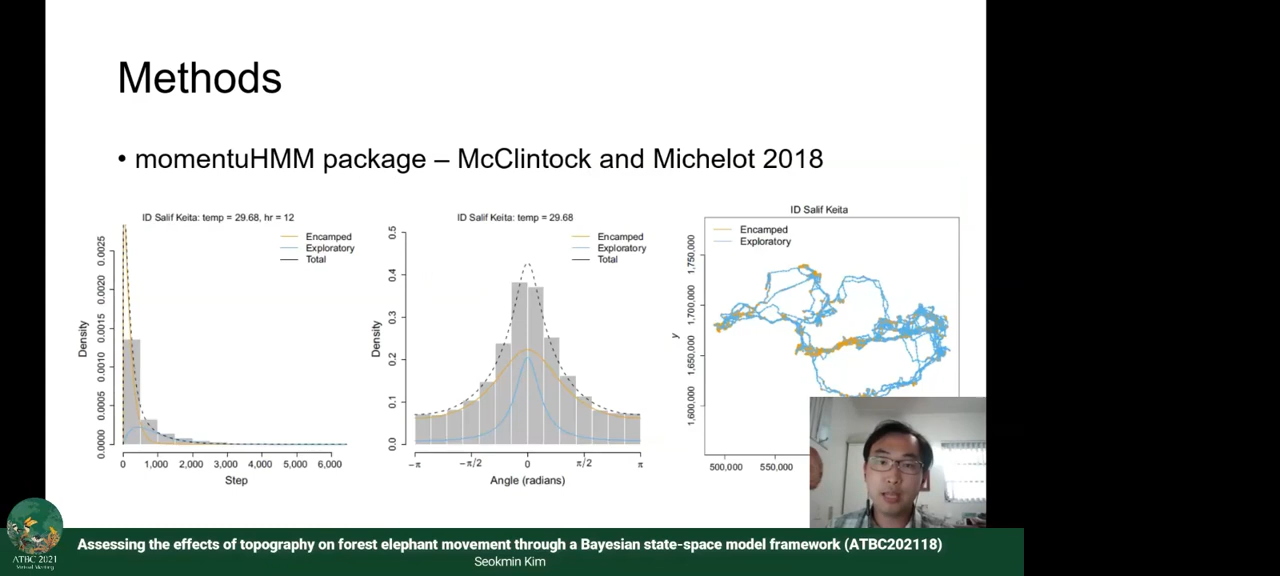 Methods
• momentuHMM package – McClintock and Michelot 2018
ID Salif Keita: temp = 29.68, hr = 12
Encamped
Exploratory
Total
Density
0.0025
0.0020
0.0015
0.0010
0.0005
0.0000
0
1,000
2,000
3,000
4,000
5,000
6,000
Step
ID Salif Keita: temp = 29.68
Encamped
Exploratory
Total
Density
0.5
0.4
0.3
0.2
0.1
0.0
−π
−π/2
0
π/2
π
Angle (radians)
ID Salif Keita
Encamped
Exploratory
y
1,750,000
1,700,000
1,650,000
1,600,000
500,000
550,000
ATBC 2021
Virtual Meeting
Assessing the effects of topography on forest elephant movement through a Bayesian state-space model framework (ATBC202118)
Seokmin Kim